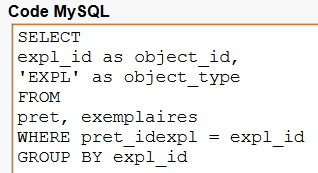 Code MySQL
SELECT
expl_id as object_id,
'EXPL' as object_type
FROM
pret, exemplaires
WHERE pret_idexpl = expl_id
GROUP BY expl_id